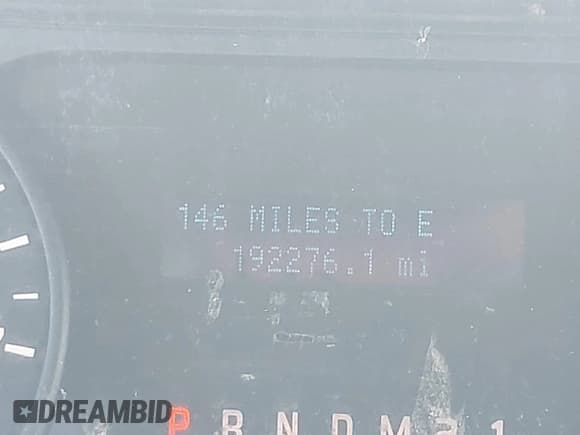 146 MILES TO E
192276.1 mi
P R N D M 2 1
DREAMBID